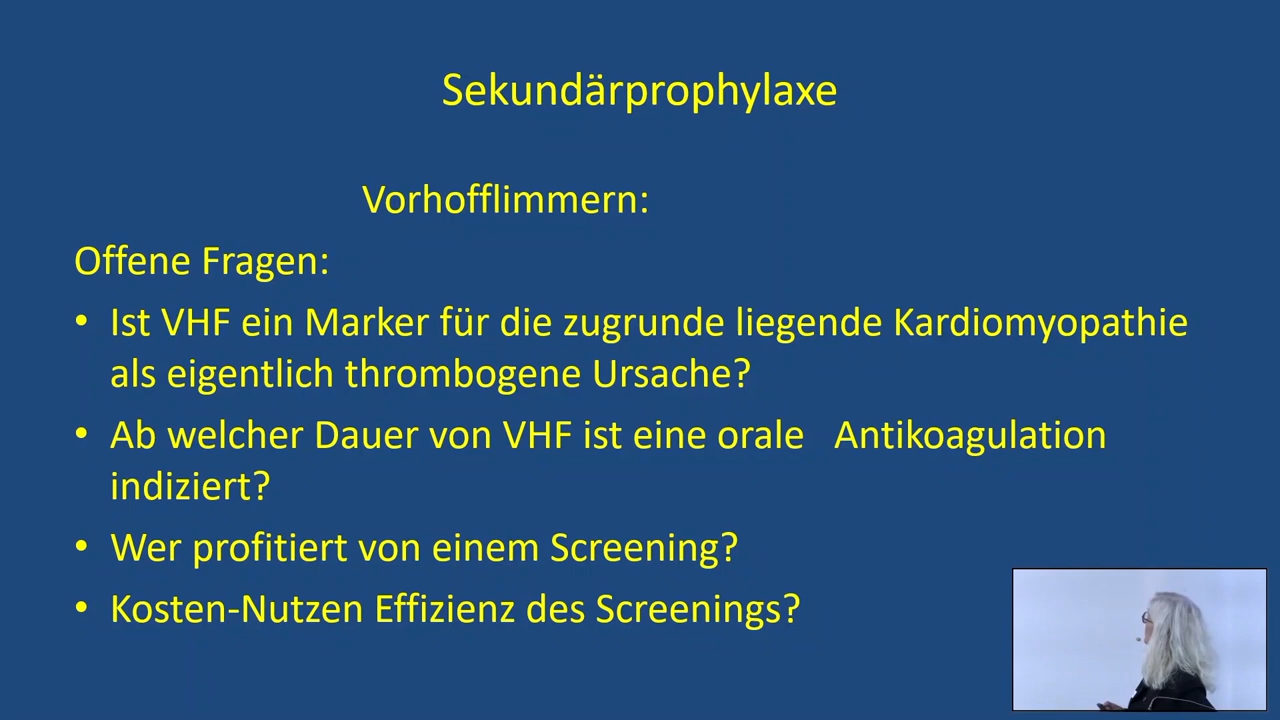 Sekundärprophylaxe
Vorhofflimmern:
Offene Fragen:
• Ist VHF ein Marker für die zugrunde liegende Kardiomyopathie
als eigentlich thrombogene Ursache?
• Ab welcher Dauer von VHF ist eine orale   Antikoagulation
indiziert?
• Wer profitiert von einem Screening?
• Kosten-Nutzen Effizienz des Screenings?